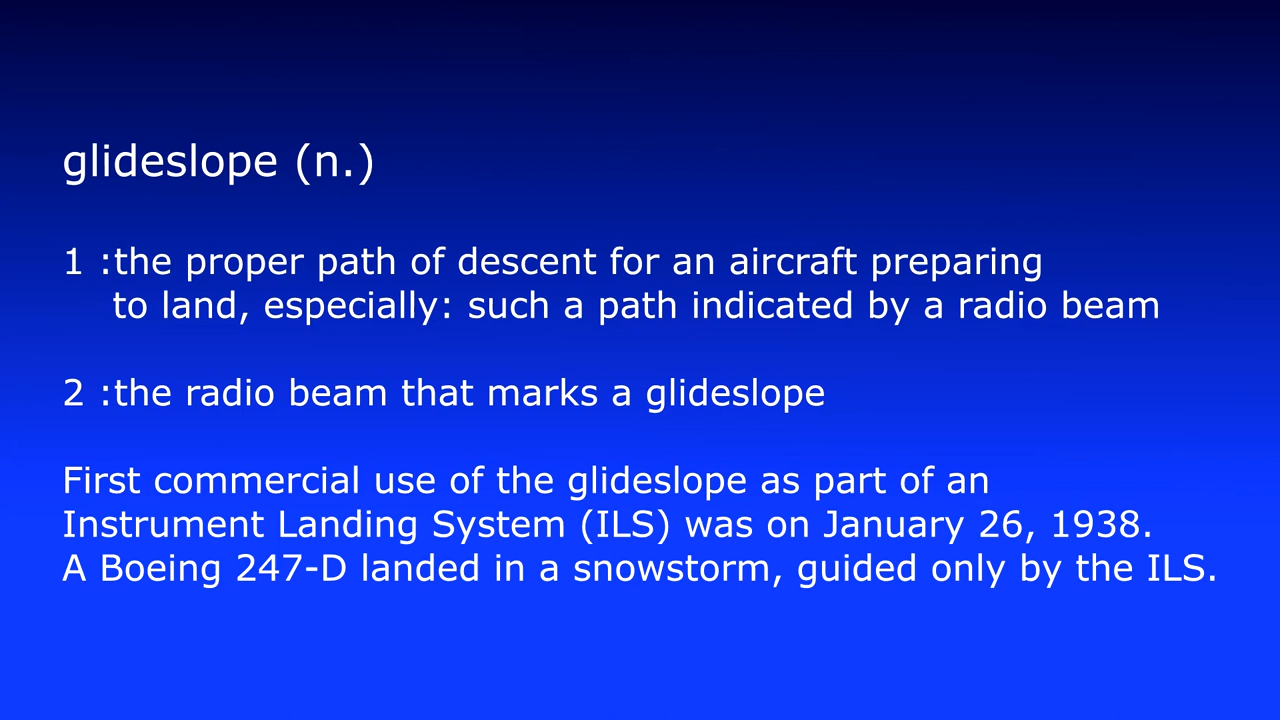 glideslope (n.)
1 :the proper path of descent for an aircraft preparing
to land, especially: such a path indicated by a radio beam
2 :the radio beam that marks a glideslope
First commercial use of the glideslope as part of an
Instrument Landing System (ILS) was on January 26, 1938.
A Boeing 247-D landed in a snowstorm, guided only by the ILS.